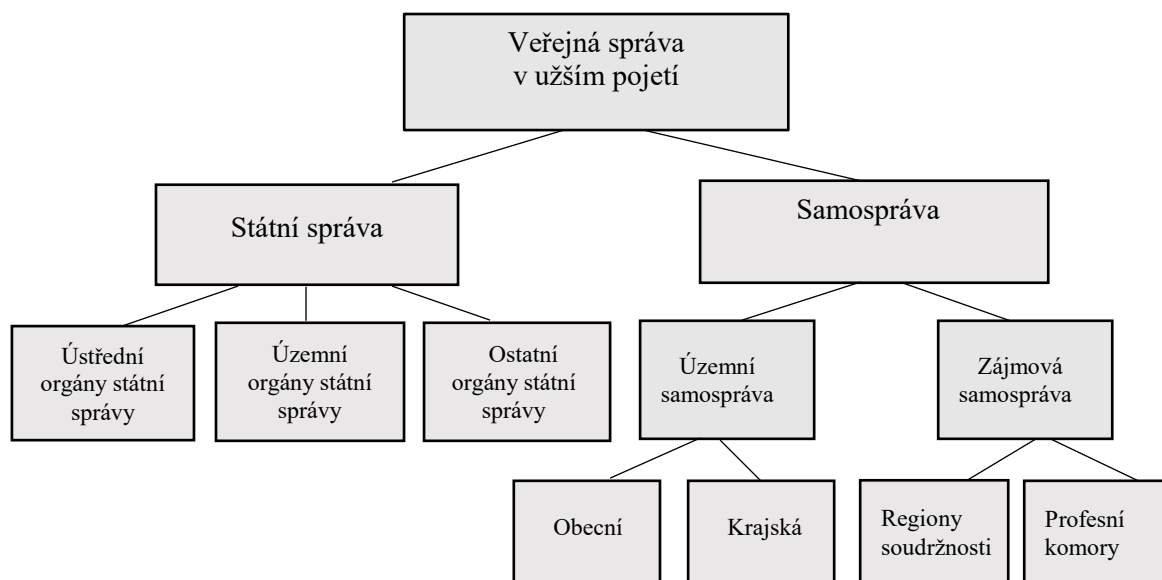 Veřejná správa
v užším pojetí
Státní správa
Samospráva
Ústřední
orgány státní
správy
Územní
orgány státní
správy
Ostatní
orgány státní
správy
Územní
samospráva
Zájmová
samospráva
Obecní
Krajská
Regiony
soudržnosti
Profesní
komory